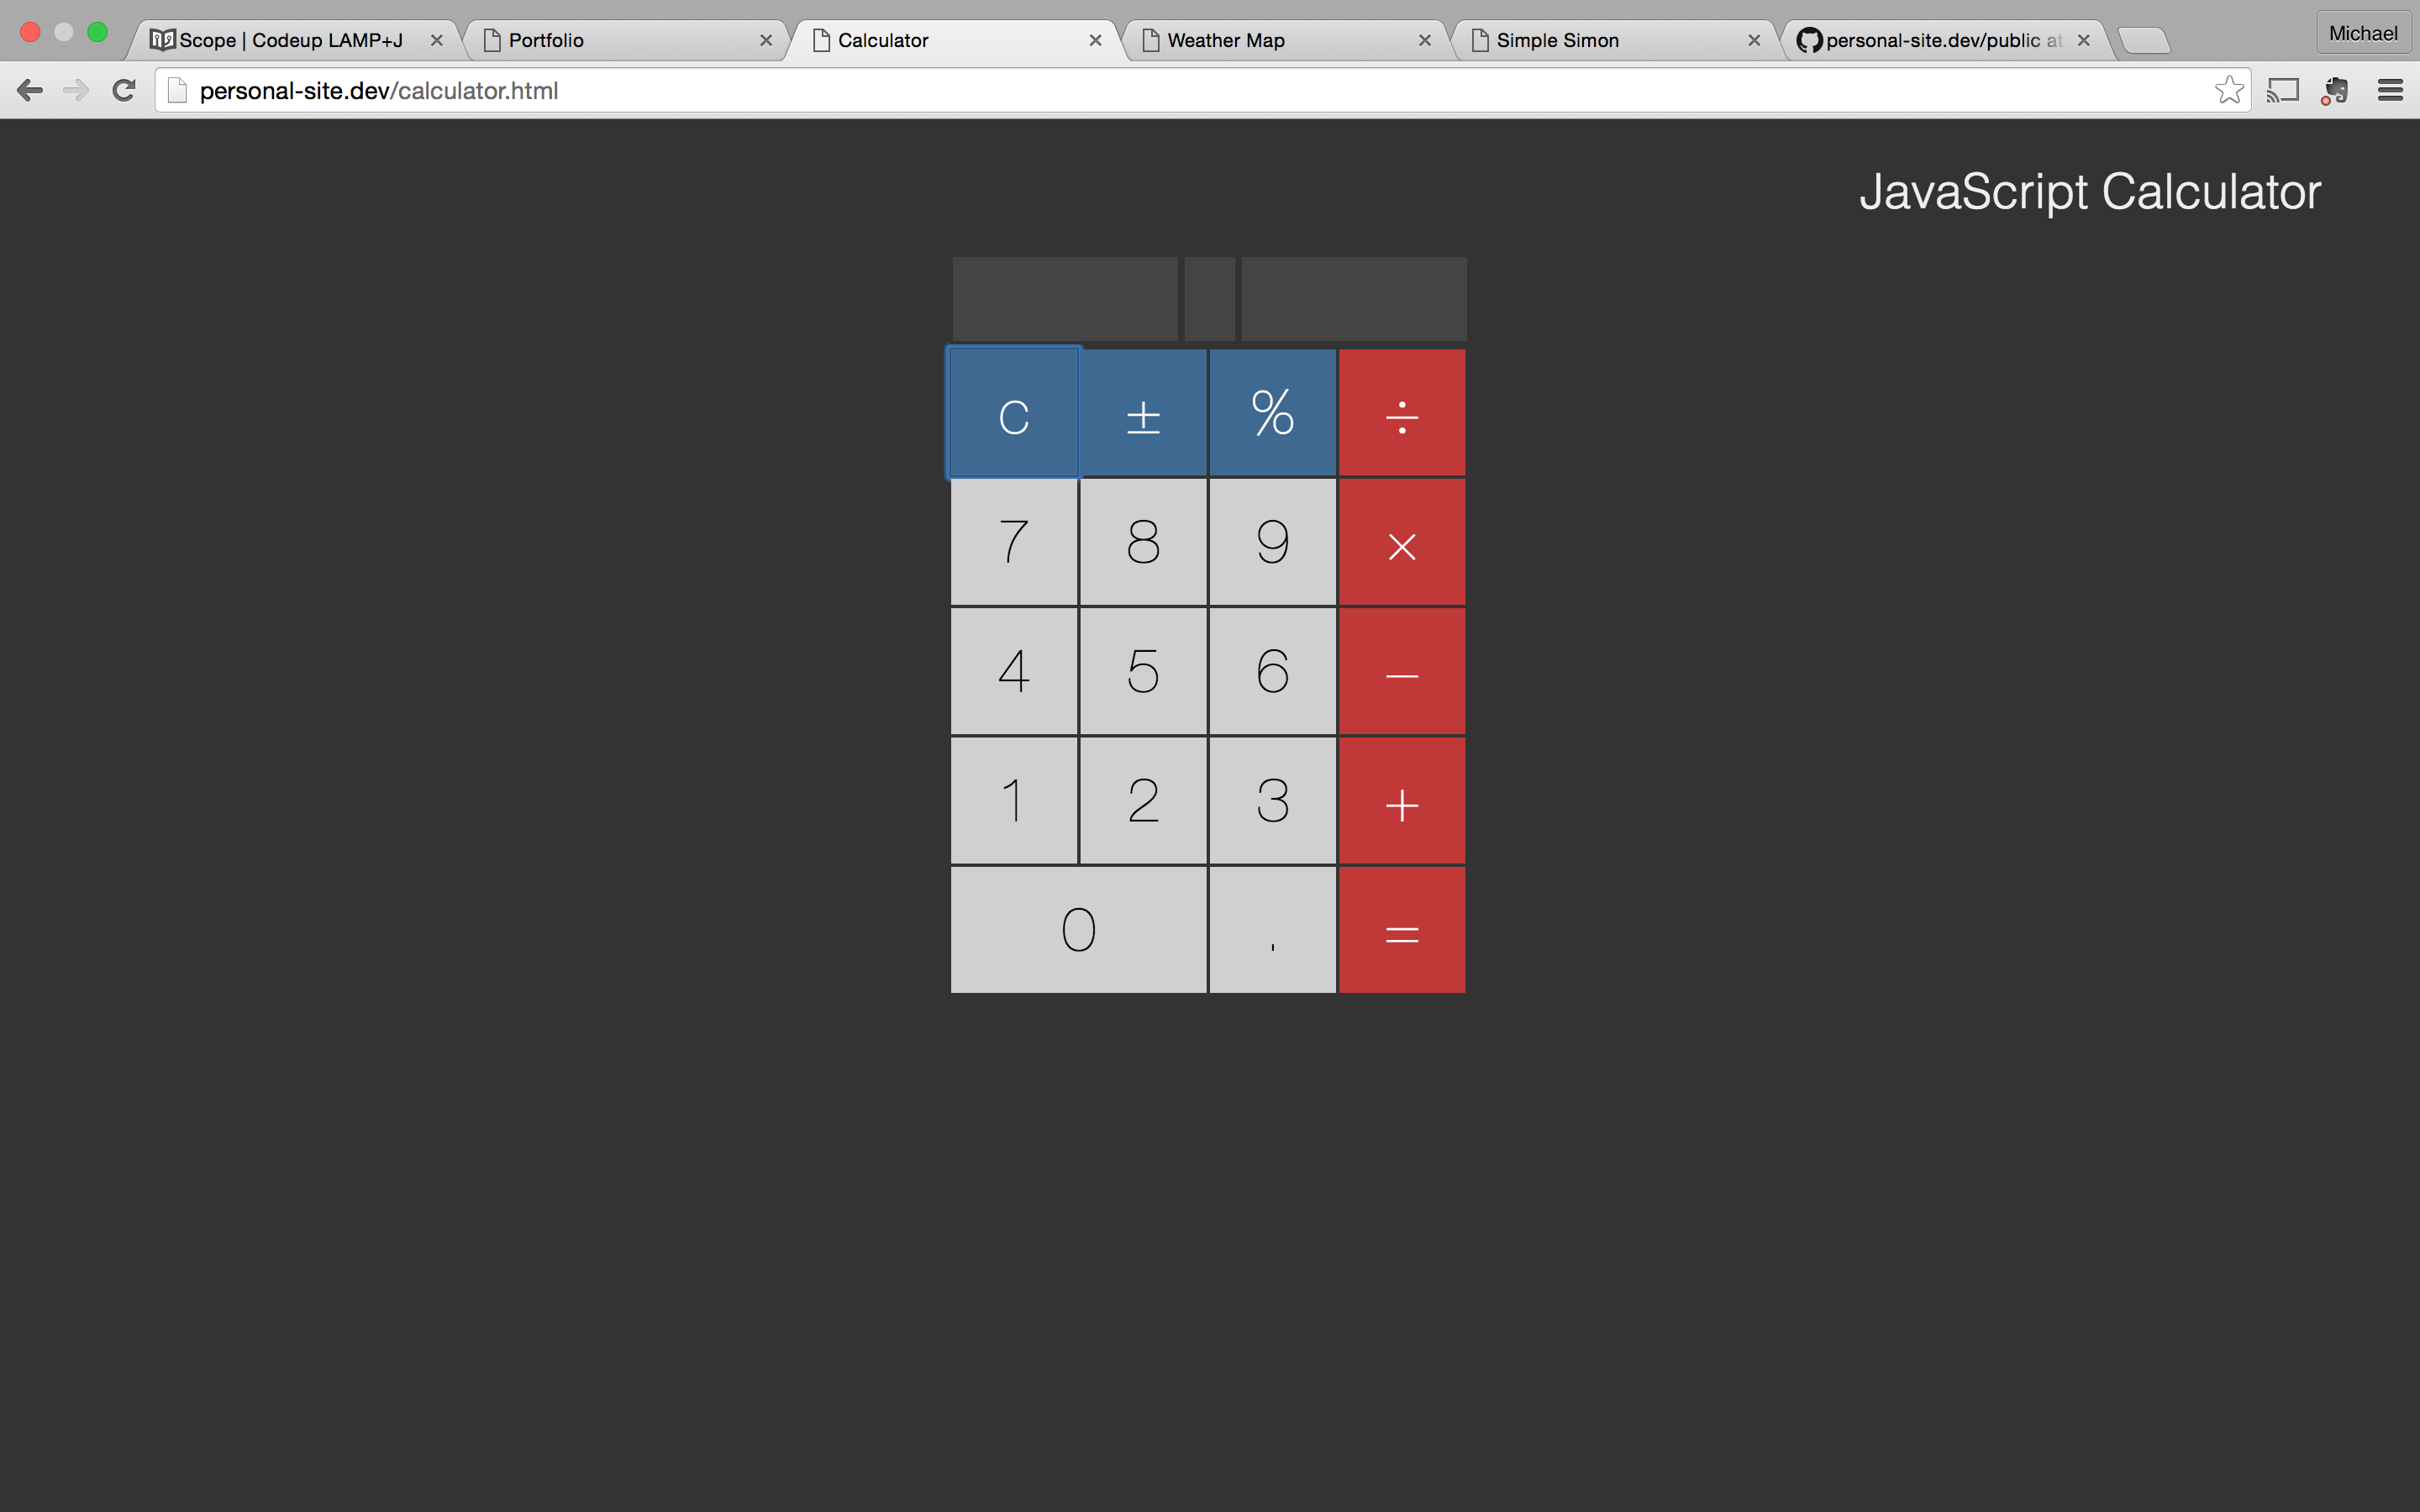 Scope | Codeup LAMP+J Portfolio Calculator Weather Map Simple Simon personal-site.dev/public at Michael
personal-site.dev/calculator.html
JavaScript Calculator
C ± % ÷
7 8 9 ×
4 5 6 −
1 2 3 +
0 . =